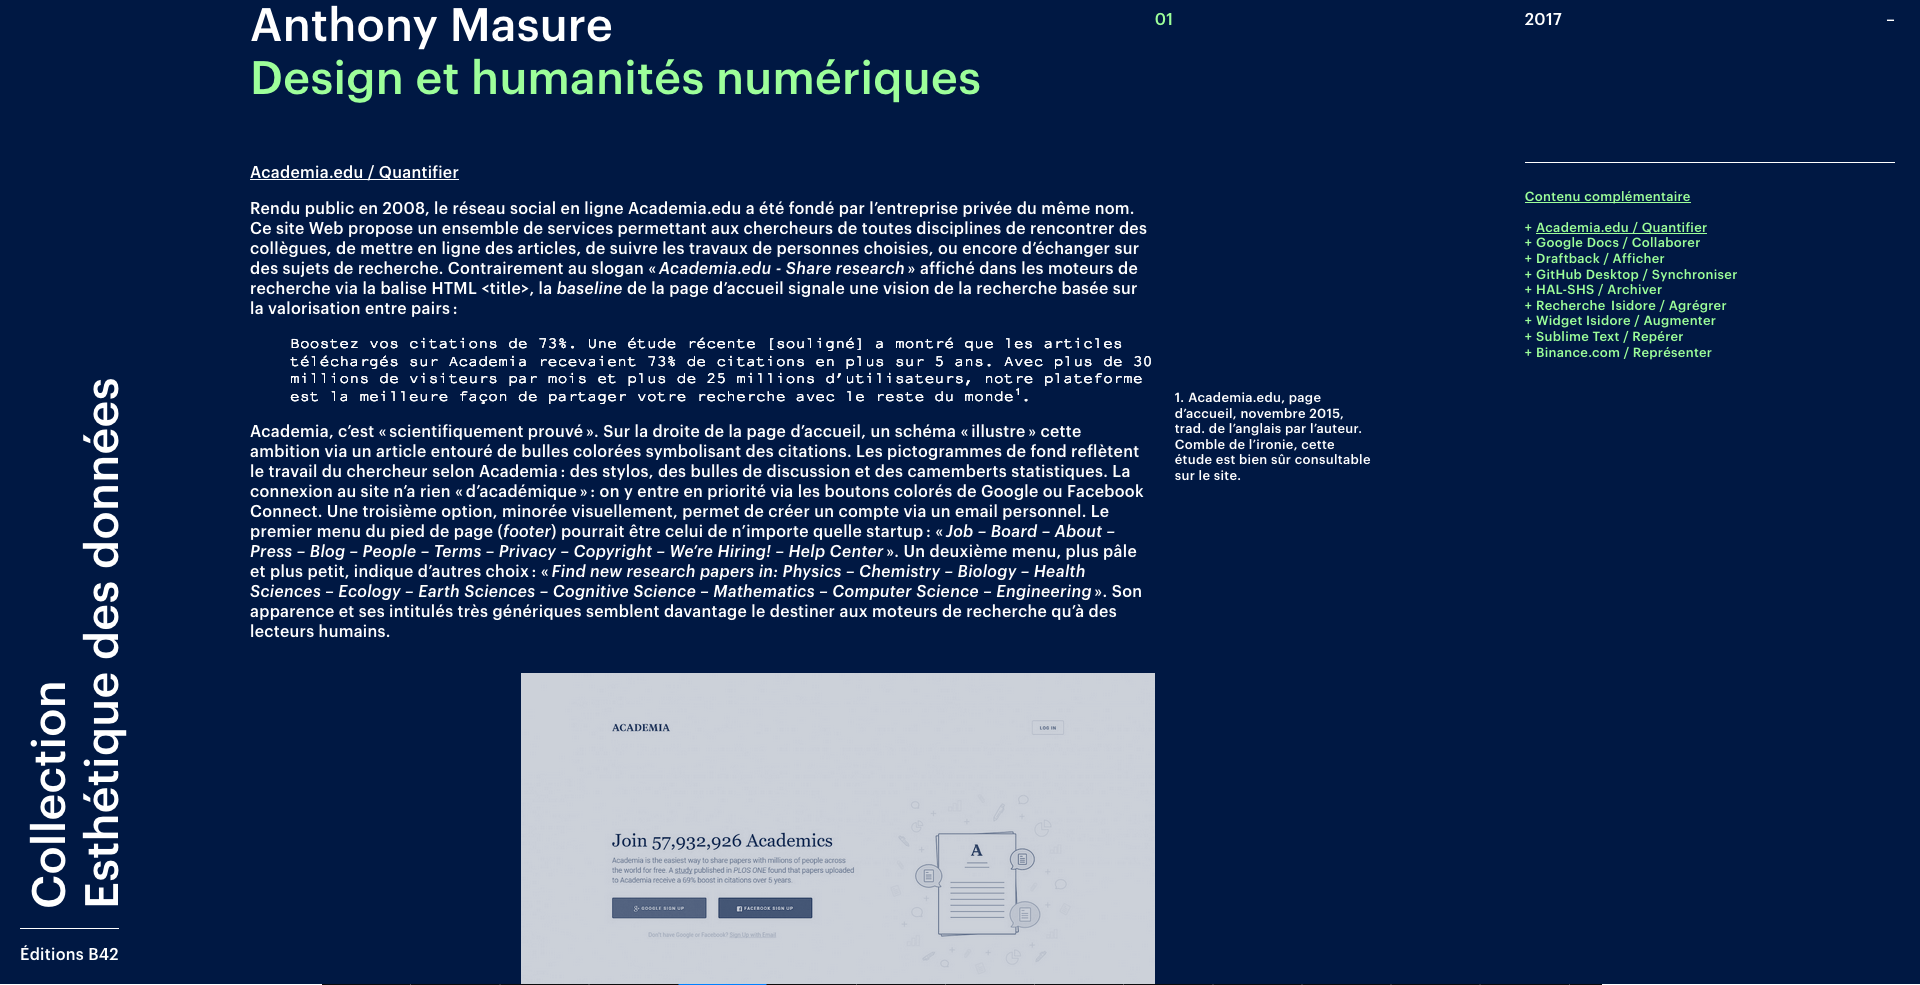 Anthony Masure
Design et humanités numériques
01
2017
–
Academia.edu / Quantifier
Rendu public en 2008, le réseau social en ligne Academia.edu a été fondé par l’entreprise privée du même nom.
Ce site Web propose un ensemble de services permettant aux chercheurs de toutes disciplines de rencontrer des
collègues, de mettre en ligne des articles, de suivre les travaux de personnes choisies, ou encore d’échanger sur
des sujets de recherche. Contrairement au slogan « Academia.edu - Share research » affiché dans les moteurs de
recherche via la balise HTML <title>, la baseline de la page d’accueil signale une vision de la recherche basée sur
la valorisation entre pairs :
Boostez vos citations de 73%. Une étude récente [souligné] a montré que les articles
téléchargés sur Academia recevaient 73% de citations en plus sur 5 ans. Avec plus de 30
millions de visiteurs par mois et plus de 25 millions d’utilisateurs, notre plateforme
est la meilleure façon de partager votre recherche avec le reste du monde1.
Academia, c’est « scientifiquement prouvé ». Sur la droite de la page d’accueil, un schéma « illustre » cette
ambition via un article entouré de bulles colorées symbolisant des citations. Les pictogrammes de fond reflètent
le travail du chercheur selon Academia : des stylos, des bulles de discussion et des camemberts statistiques. La
connexion au site n’a rien « d’académique » : on y entre en priorité via les boutons colorés de Google ou Facebook
Connect. Une troisième option, minorée visuellement, permet de créer un compte via un email personnel. Le
premier menu du pied de page (footer) pourrait être celui de n’importe quelle startup : « Job – Board – About –
Press – Blog – People – Terms – Privacy – Copyright – We’re Hiring! – Help Center ». Un deuxième menu, plus pâle
et plus petit, indique d’autres choix : « Find new research papers in: Physics – Chemistry – Biology – Health
Sciences – Ecology – Earth Sciences – Cognitive Science – Mathematics – Computer Science – Engineering ». Son
apparence et ses intitulés très génériques semblent davantage le destiner aux moteurs de recherche qu’à des
lecteurs humains.
1. Academia.edu, page
d’accueil, novembre 2015,
trad. de l’anglais par l’auteur.
Comble de l’ironie, cette
étude est bien sûr consultable
sur le site.
Contenu complémentaire
+ Academia.edu / Quantifier
+ Google Docs / Collaborer
+ Draftback / Afficher
+ GitHub Desktop / Synchroniser
+ HAL-SHS / Archiver
+ Recherche Isidore / Agrégrer
+ Widget Isidore / Augmenter
+ Sublime Text / Repérer
+ Binance.com / Représenter
ACADEMIA
LOG IN
Join 57,932,926 Academics
Academia is the easiest way to share papers with millions of people across
the world for free. A study published in PLOS ONE found that papers uploaded
to Academia receive a 69% boost in citations over 5 years.
GOOGLE SIGN UP
FACEBOOK SIGN UP
Don't have Google or Facebook? Sign Up with Email
A
Collection
Esthétique des données
Éditions B42